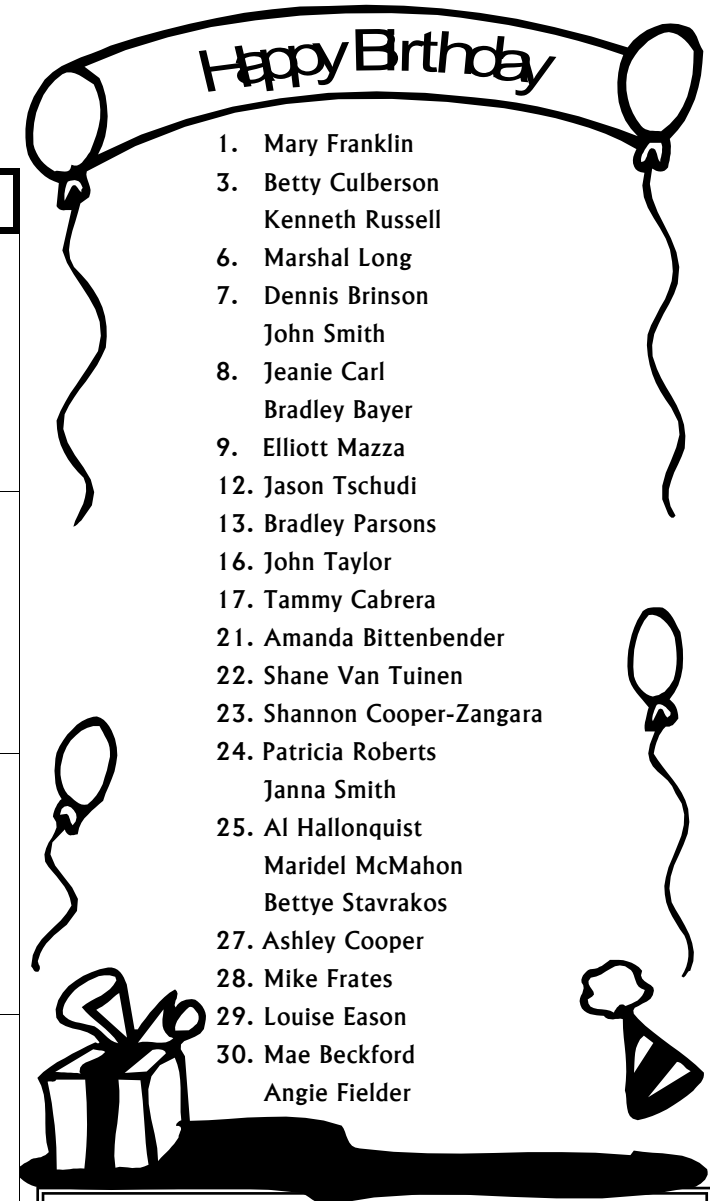 Happy Birthday
1. Mary Franklin
3. Betty Culberson
Kenneth Russell
6. Marshal Long
7. Dennis Brinson
John Smith
8. Jeanie Carl
Bradley Bayer
9. Elliott Mazza
12. Jason Tschudi
13. Bradley Parsons
16. John Taylor
17. Tammy Cabrera
21. Amanda Bittenbender
22. Shane Van Tuinen
23. Shannon Cooper-Zangara
24. Patricia Roberts
Janna Smith
25. Al Hallonquist
Maridel McMahon
Bettye Stavrakos
27. Ashley Cooper
28. Mike Frates
29. Louise Eason
30. Mae Beckford
Angie Fielder